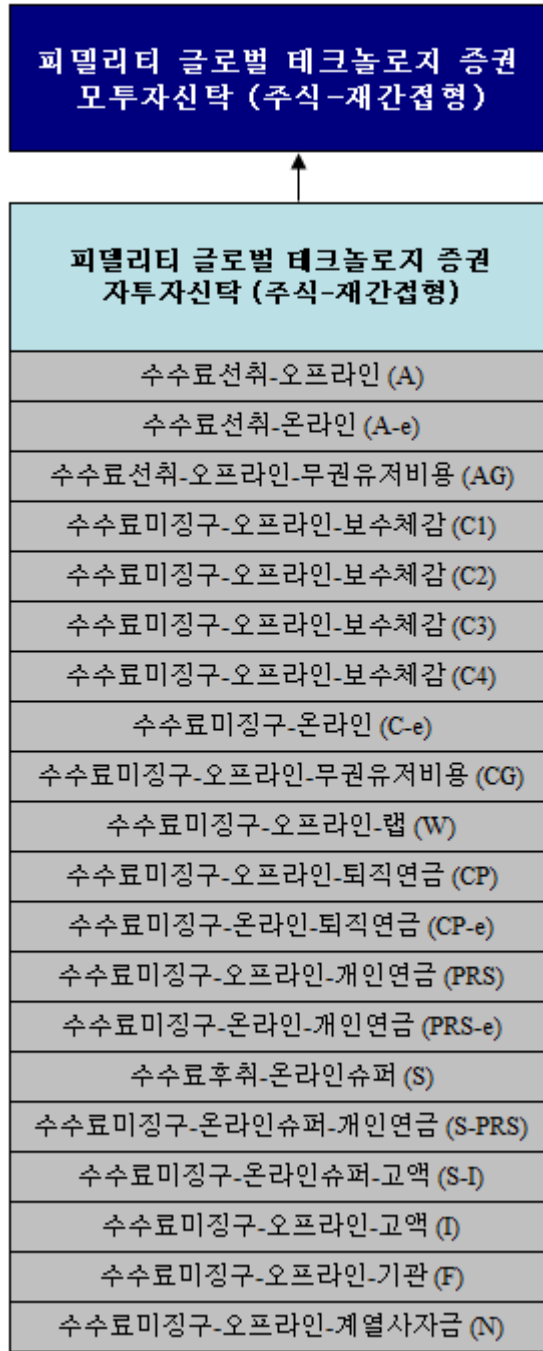 피델리티 글로벌 테크놀로지 증권
모투자신탁 (주식-재간접형)
피델리티 글로벌 테크놀로지 증권
자투자신탁 (주식-재간접형)
수수료선취-오프라인 (A)
수수료선취-온라인 (A-e)
수수료선취-오프라인-무권유저비용 (AG)
수수료미징구-오프라인-보수체감 (C1)
수수료미징구-오프라인-보수체감 (C2)
수수료미징구-오프라인-보수체감 (C3)
수수료미징구-오프라인-보수체감 (C4)
수수료미징구-온라인 (C-e)
수수료미징구-오프라인-무권유저비용 (CG)
수수료미징구-오프라인-랩 (W)
수수료미징구-오프라인-퇴직연금 (CP)
수수료미징구-온라인-퇴직연금 (CP-e)
수수료미징구-오프라인-개인연금 (PRS)
수수료미징구-온라인-개인연금 (PRS-e)
수수료후취-온라인슈퍼 (S)
수수료미징구-온라인슈퍼-개인연금 (S-PRS)
수수료미징구-온라인슈퍼-고액 (S-I)
수수료미징구-오프라인-고액 (I)
수수료미징구-오프라인-기관 (F)
수수료미징구-오프라인-계열사자금 (N)